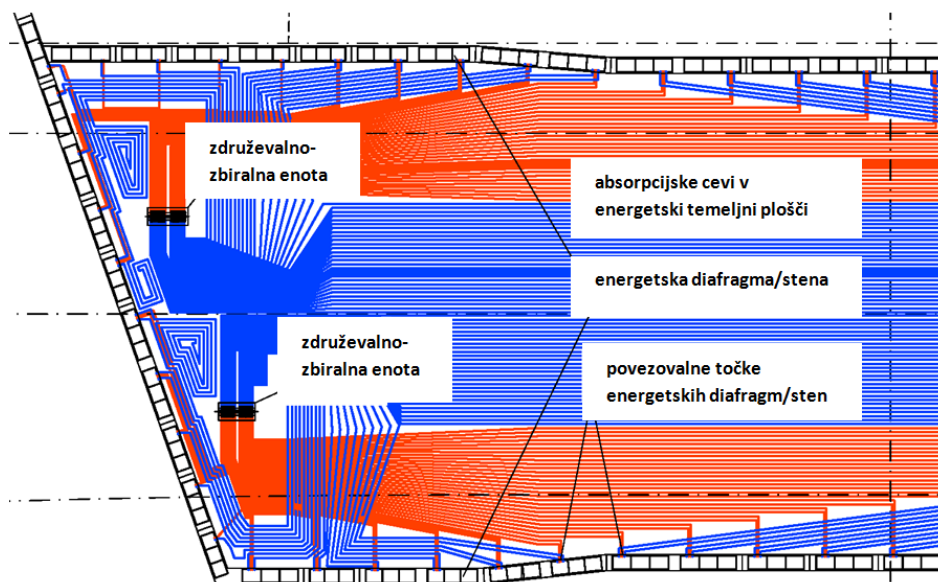 združevalno-
zbiralna enota
absorpcijske cevi v
energetski temeljni plošči
energetska diafragma/stena
združevalno-
zbiralna enota
povezovalne točke
energetskih diafragm/sten